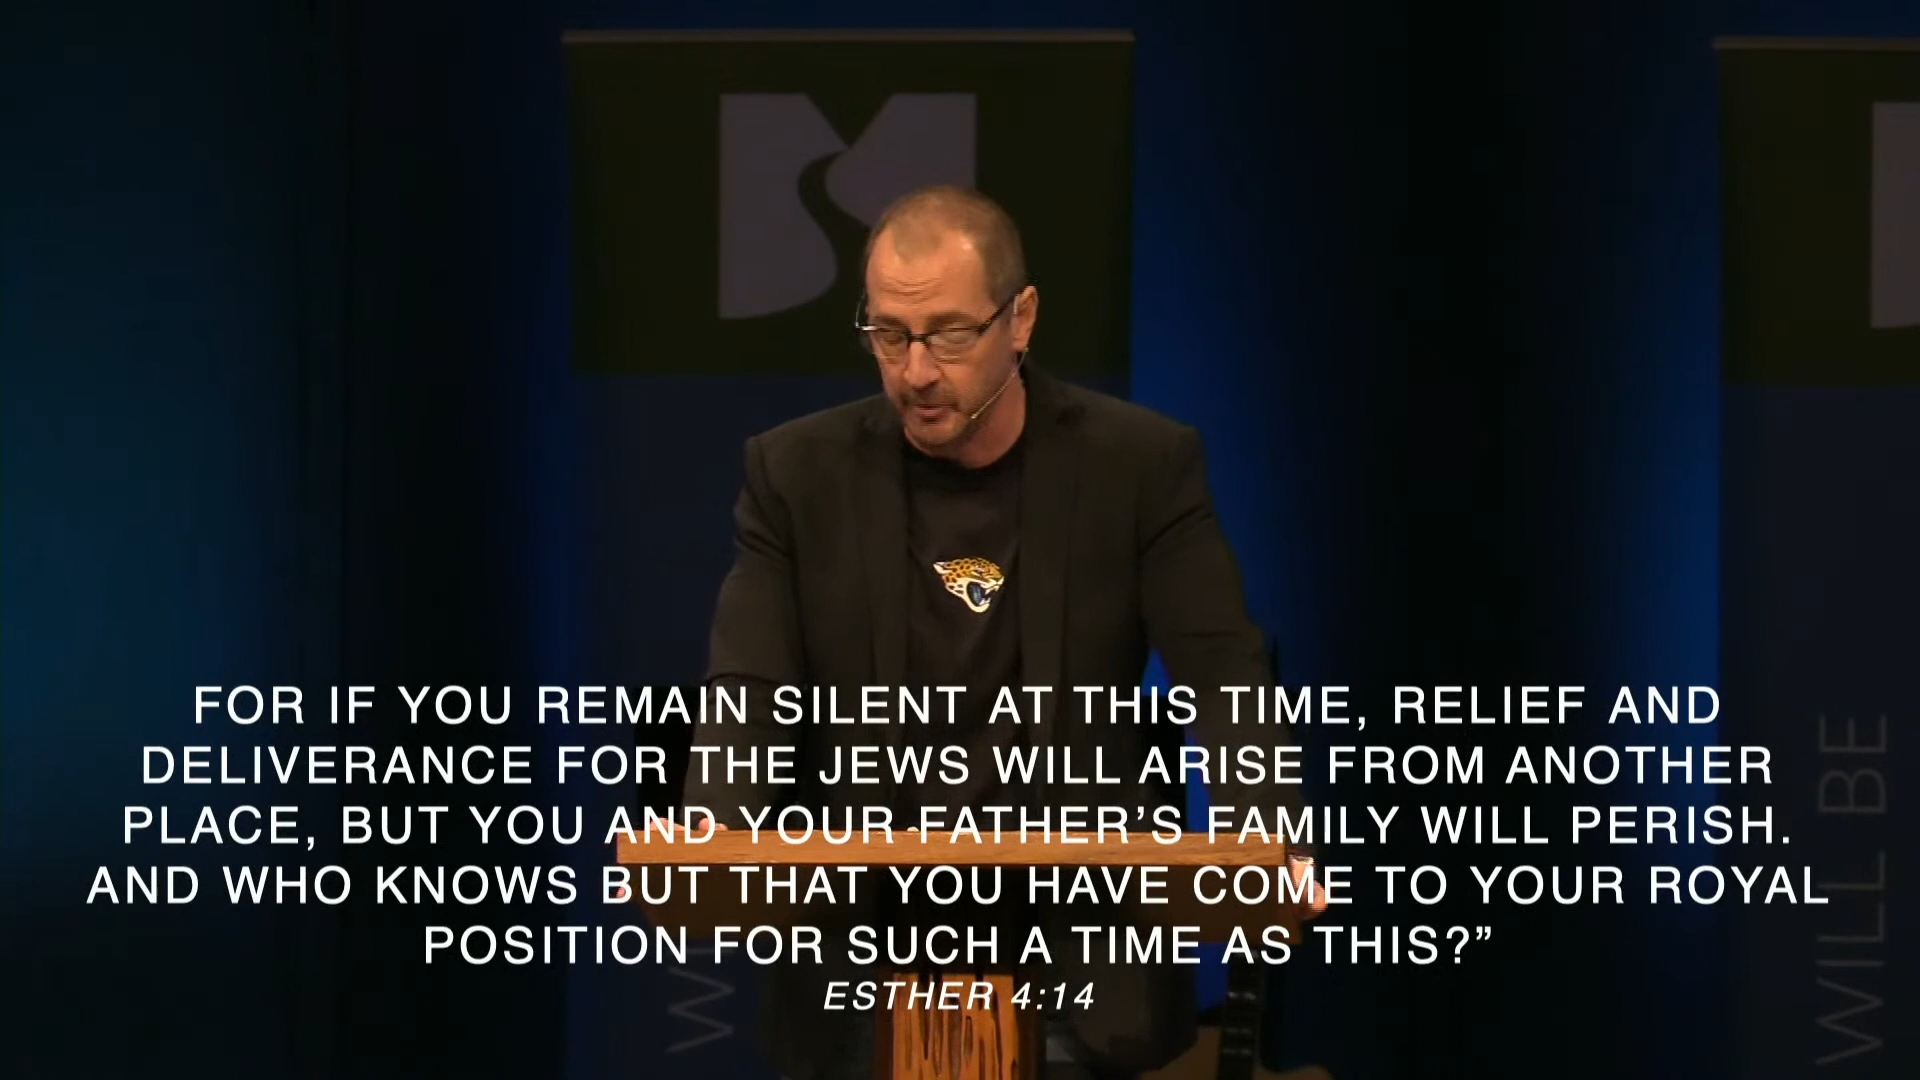 FOR IF YOU REMAIN SILENT AT THIS TIME, RELIEF AND
DELIVERANCE FOR THE JEWS WILL ARISE FROM ANOTHER
PLACE, BUT YOU AND YOUR FATHER’S FAMILY WILL PERISH.
AND WHO KNOWS BUT THAT YOU HAVE COME TO YOUR ROYAL
POSITION FOR SUCH A TIME AS THIS?”
ESTHER 4:14
WILL BE